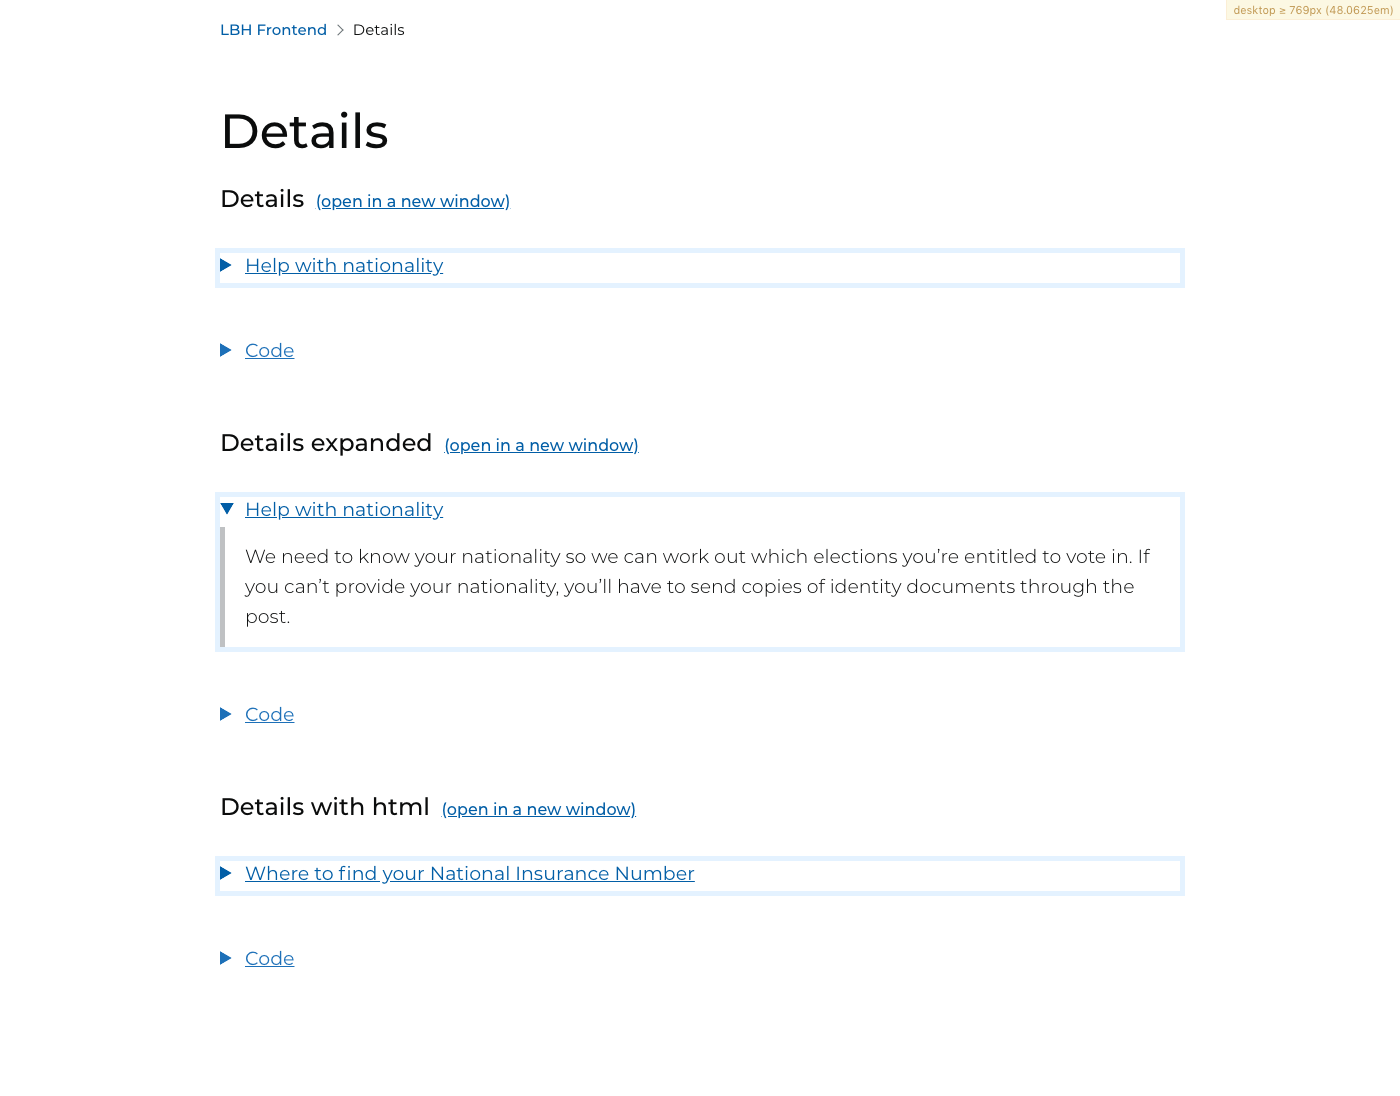 desktop ≥ 769px (48.0625em)
LBH Frontend > Details
Details
Details (open in a new window)
Help with nationality
Code
Details expanded (open in a new window)
Help with nationality
We need to know your nationality so we can work out which elections you’re entitled to vote in. If
you can’t provide your nationality, you’ll have to send copies of identity documents through the
post.
Code
Details with html (open in a new window)
Where to find your National Insurance Number
Code